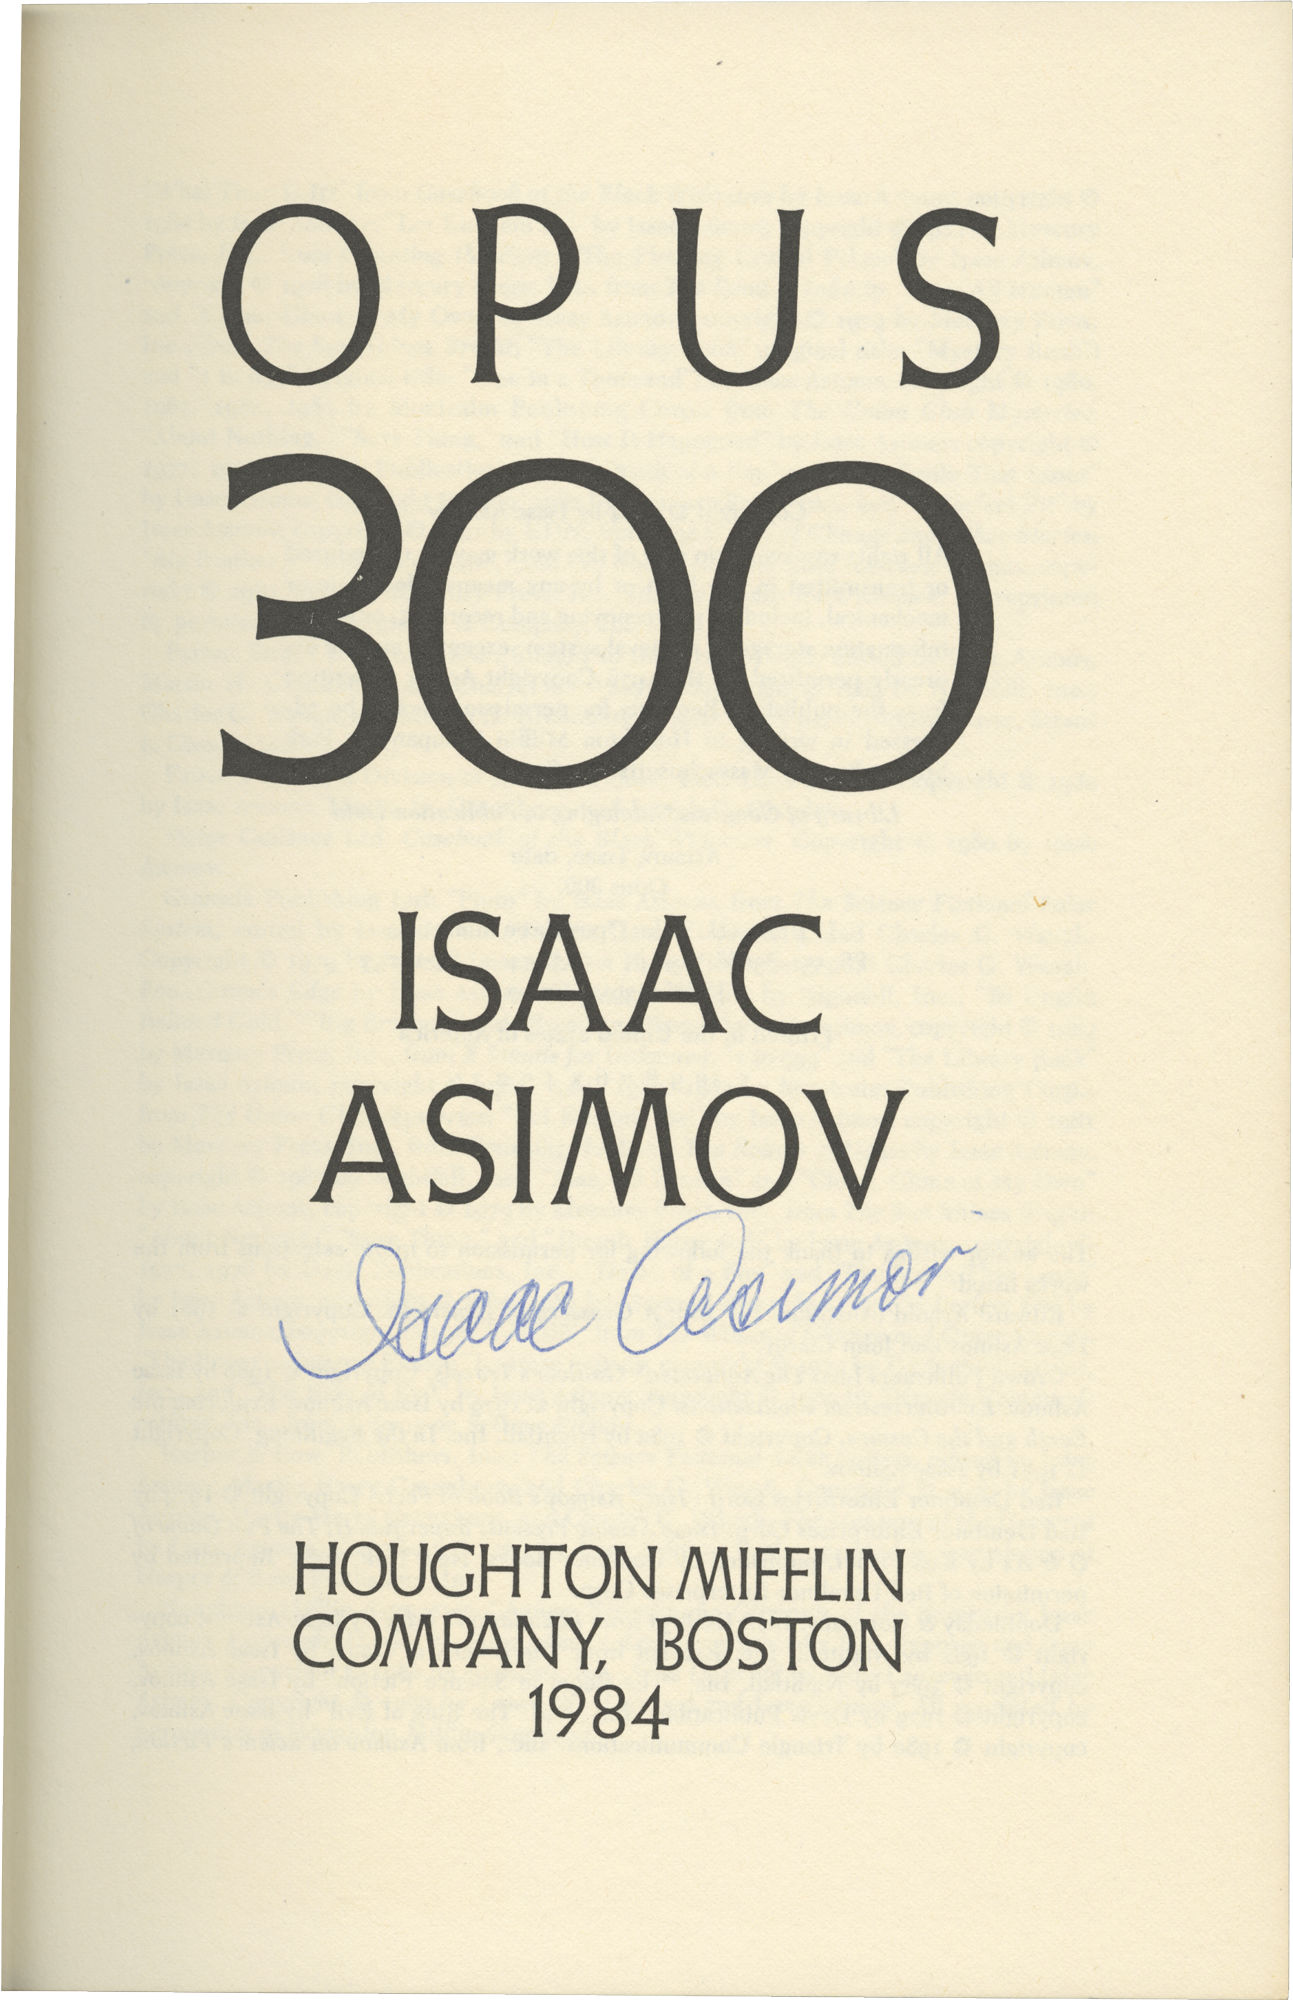 OPUS
300
ISAAC
ASIMOV
Isaac Asimov
HOUGHTON MIFFLIN
COMPANY, BOSTON
1984